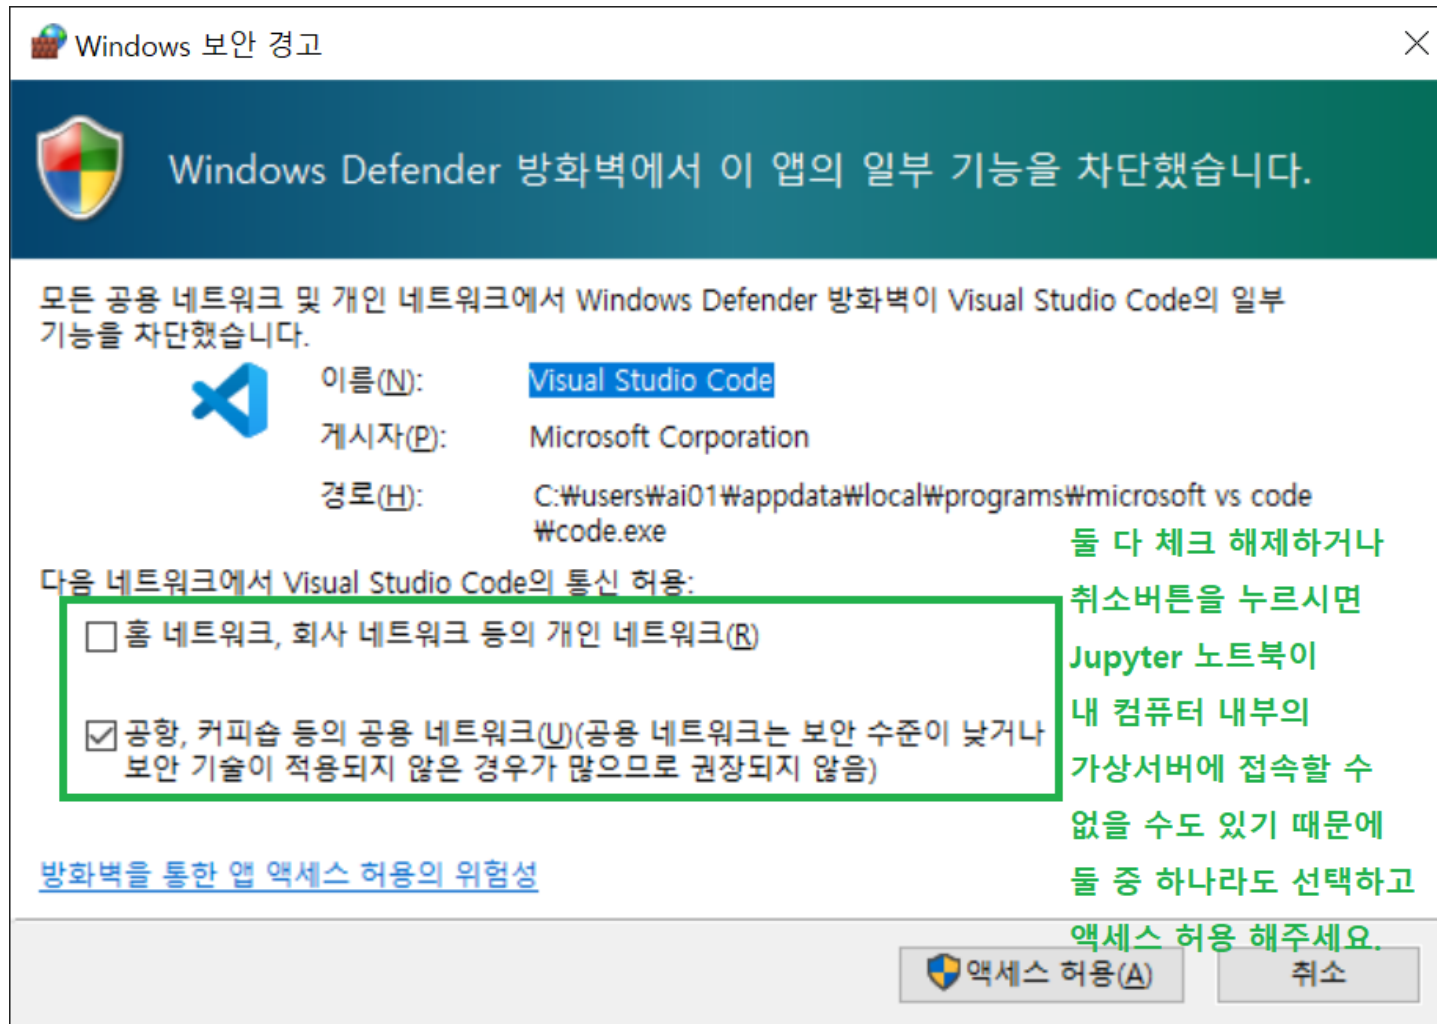 Windows 보안 경고
Windows Defender 방화벽에서 이 앱의 일부 기능을 차단했습니다.
모든 공용 네트워크 및 개인 네트워크에서 Windows Defender 방화벽이 Visual Studio Code의 일부
기능을 차단했습니다.
이름(N): Visual Studio Code
게시자(P): Microsoft Corporation
경로(H): C:₩users₩ai01₩appdata₩local₩programs₩microsoft vs code
₩code.exe
다음 네트워크에서 Visual Studio Code의 통신 허용:
홈 네트워크, 회사 네트워크 등의 개인 네트워크(R)
공항, 커피숍 등의 공용 네트워크(U)(공용 네트워크는 보안 수준이 낮거나
보안 기술이 적용되지 않은 경우가 많으므로 권장되지 않음)
둘 다 체크 해제하거나
취소버튼을 누르시면
Jupyter 노트북이
내 컴퓨터 내부의
가상서버에 접속할 수
없을 수도 있기 때문에
둘 중 하나라도 선택하고
액세스 허용 해주세요.
방화벽을 통한 앱 액세스 허용의 위험성
액세스 허용(A) 취소